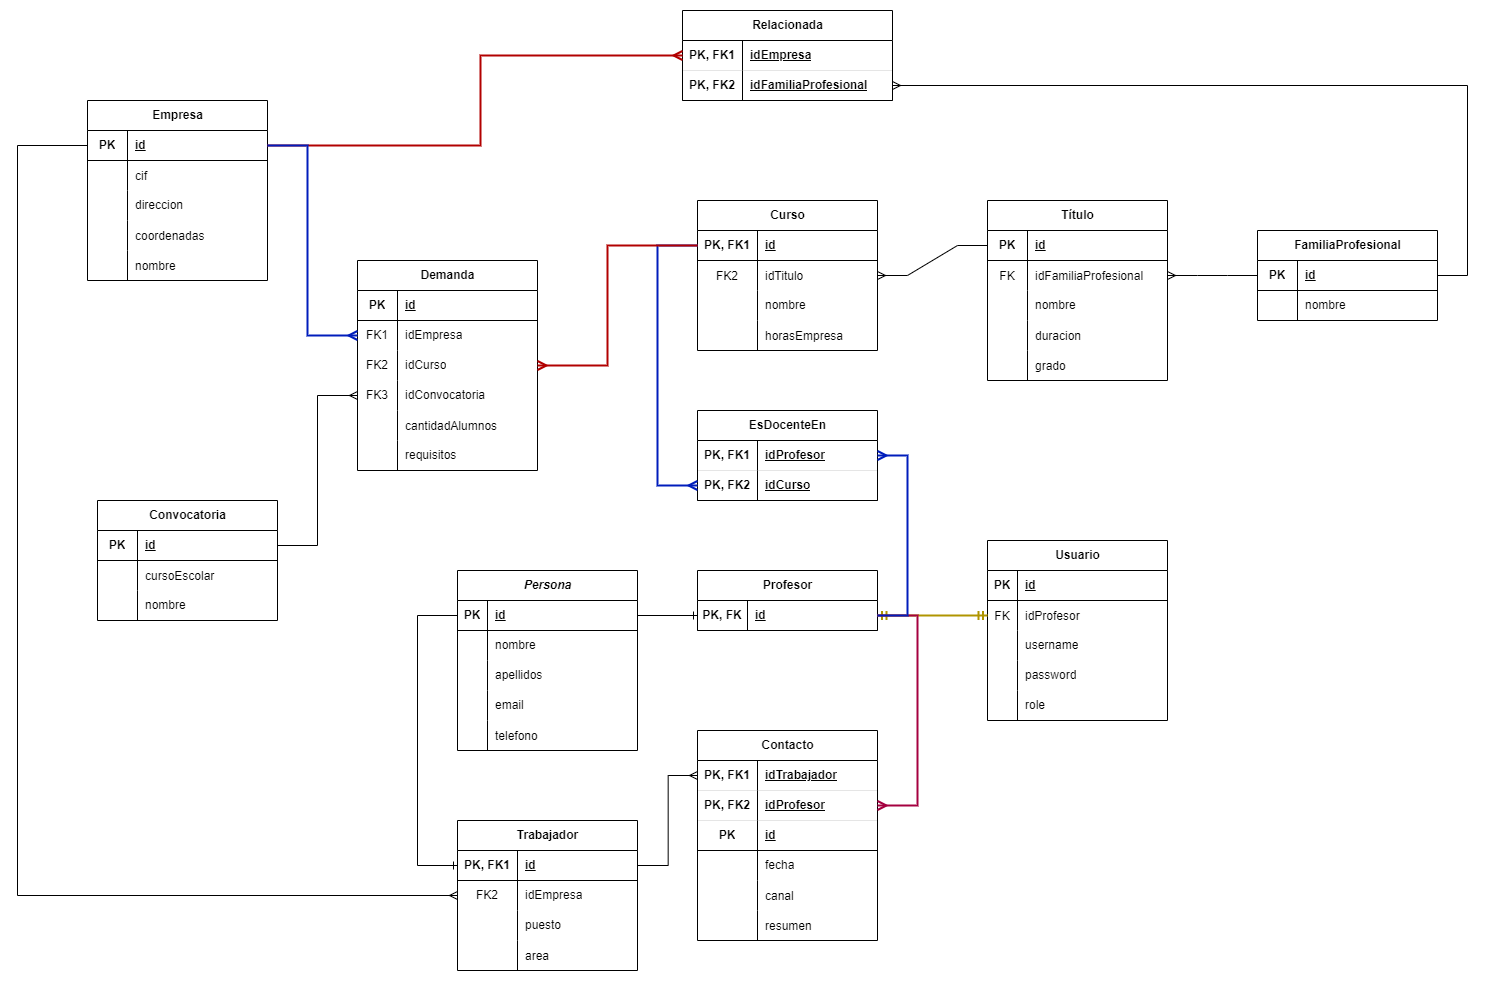 Relacionada
PK, FK1 idEmpresa
PK, FK2 idFamiliaProfesional
Empresa
PK id
cif
direccion
coordenadas
nombre
Curso
PK, FK1 id
FK2 idTitulo
nombre
horasEmpresa
Título
PK id
FK idFamiliaProfesional
nombre
duracion
grado
FamiliaProfesional
PK id
nombre
Demanda
PK id
FK1 idEmpresa
FK2 idCurso
FK3 idConvocatoria
cantidadAlumnos
requisitos
EsDocenteEn
PK, FK1 idProfesor
PK, FK2 idCurso
Convocatoria
PK id
cursoEscolar
nombre
Persona
PK id
nombre
apellidos
email
telefono
Profesor
PK, FK id
Usuario
PK id
FK idProfesor
username
password
role
Contacto
PK, FK1 idTrabajador
PK, FK2 idProfesor
PK id
fecha
canal
resumen
Trabajador
PK, FK1 id
FK2 idEmpresa
puesto
area